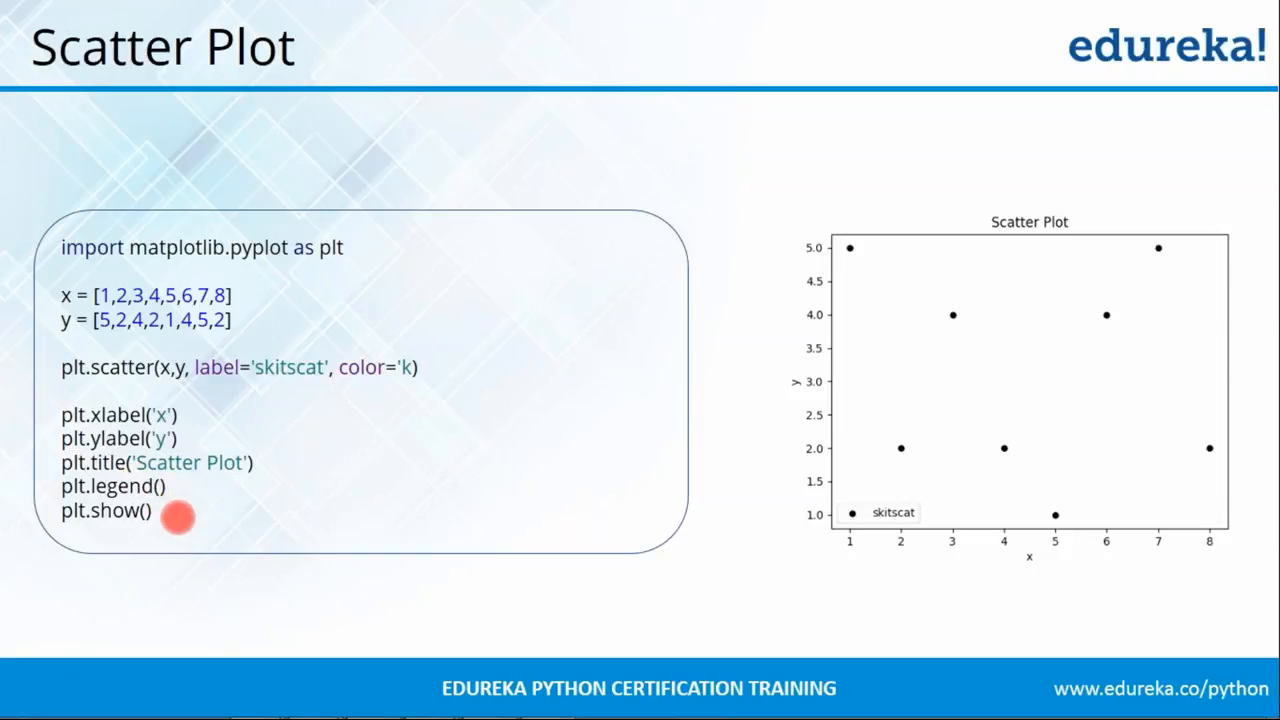 Scatter Plot
edureka!
import matplotlib.pyplot as plt
x = [1,2,3,4,5,6,7,8]
y = [5,2,4,2,1,4,5,2]
plt.scatter(x,y, label='skitscat', color='k)
plt.xlabel('x')
plt.ylabel('y')
plt.title('Scatter Plot')
plt.legend()
plt.show()
Scatter Plot
5.0
4.5
4.0
3.5
3.0
2.5
2.0
1.5
1.0
y
skitscat
1 2 3 4 5 6 7 8
x
EDUREKA PYTHON CERTIFICATION TRAINING
www.edureka.co/python